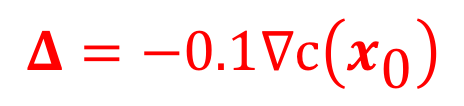 𝚫 = −0.1∇c(𝒙₀)